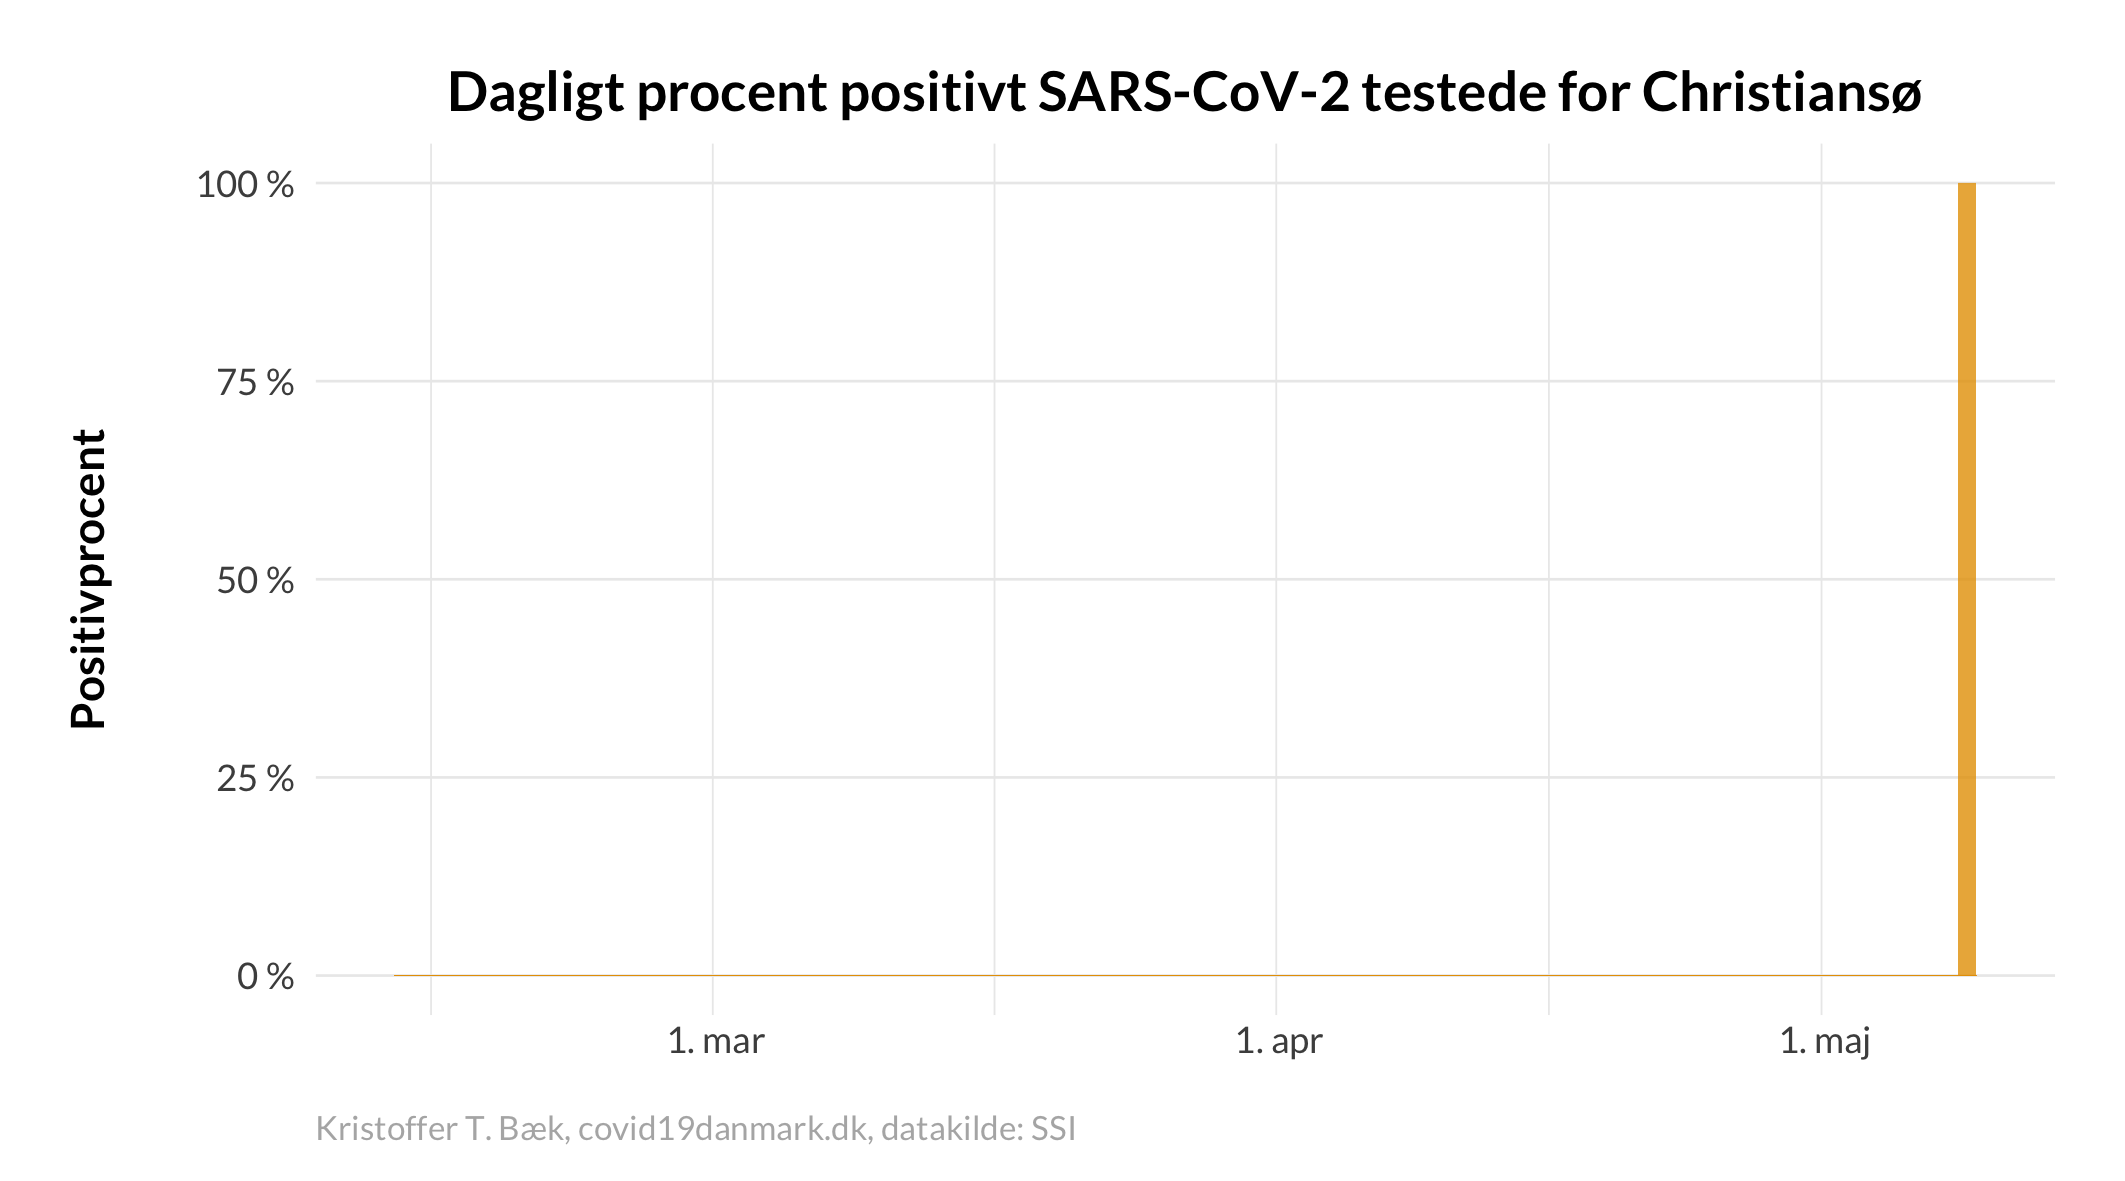 Dagligt procent positivt SARS-CoV-2 testede for Christiansø
Positivprocent
100 %
75 %
50 %
25 %
0 %
1. mar
1. apr
1. maj
Kristoffer T. Bæk, covid19danmark.dk, datakilde: SSI